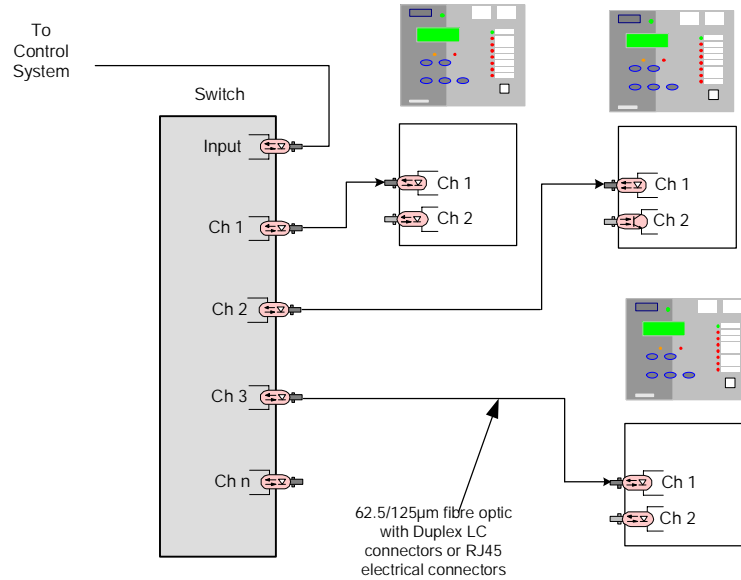 To
Control
System
Switch
Input
Ch 1
Ch 2
Ch 3
Ch n
Ch 1
Ch 2
Ch 1
Ch 2
Ch 1
Ch 2
62.5/125µm fibre optic
with Duplex LC
connectors or RJ45
electrical connectors